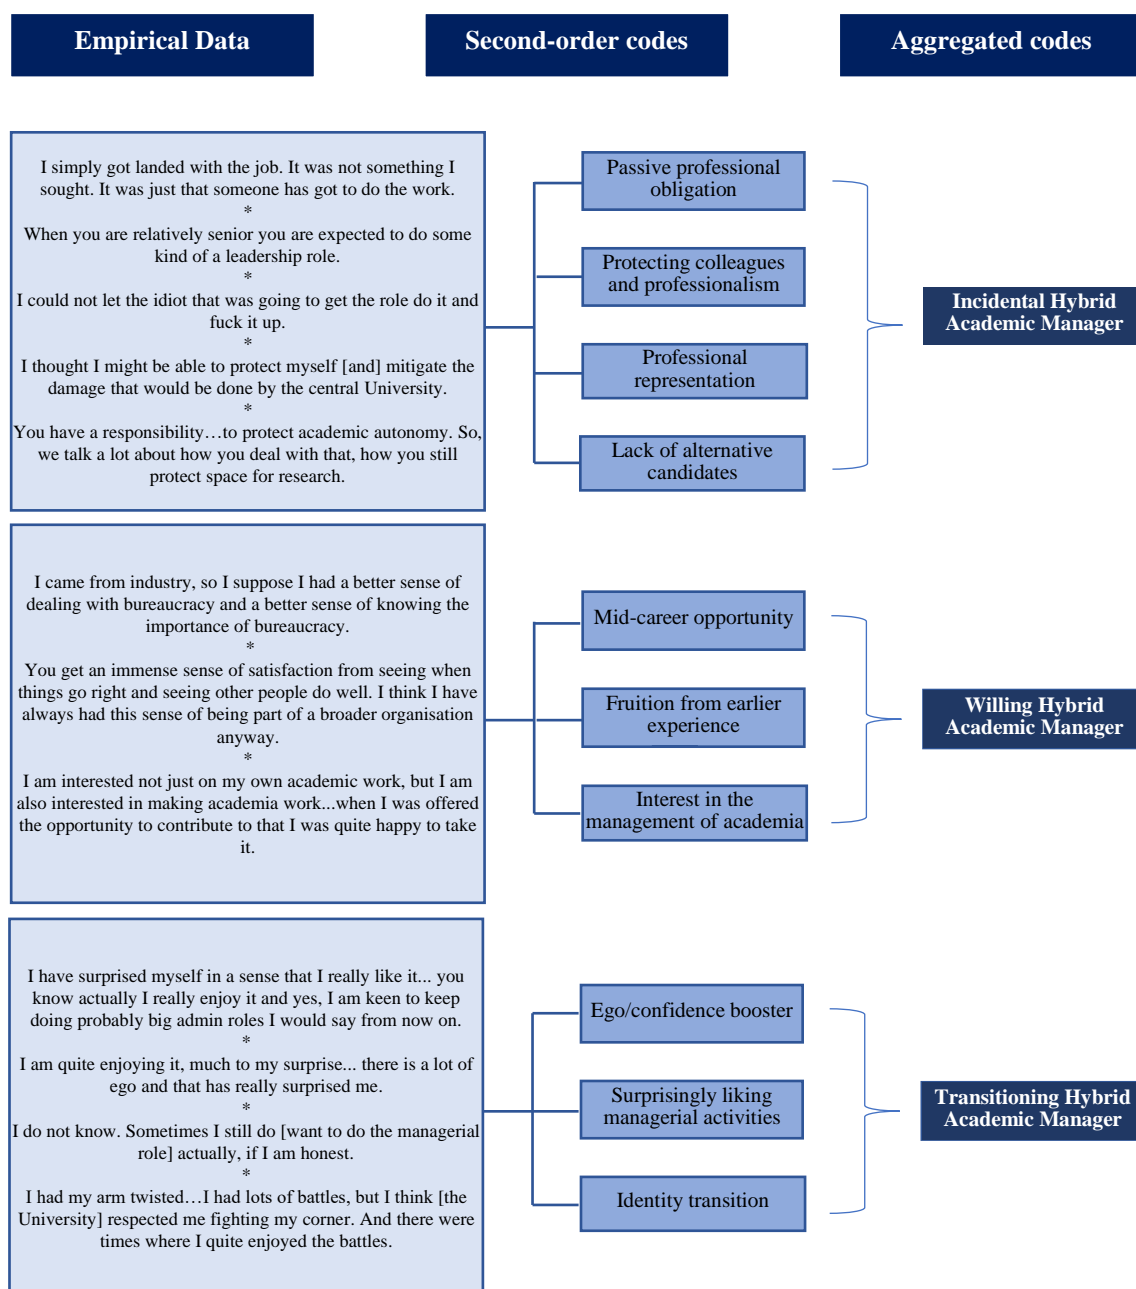 Empirical Data
Second-order codes
Aggregated codes
I simply got landed with the job. It was not something I
sought. It was just that someone has got to do the work.
*
When you are relatively senior you are expected to do some
kind of a leadership role.
*
I could not let the idiot that was going to get the role do it and
fuck it up.
*
I thought I might be able to protect myself [and] mitigate the
damage that would be done by the central University.
*
You have a responsibility…to protect academic autonomy. So,
we talk a lot about how you deal with that, how you still
protect space for research.
Passive professional
obligation
Protecting colleagues
and professionalism
Professional
representation
Lack of alternative
candidates
Incidental Hybrid
Academic Manager
I came from industry, so I suppose I had a better sense of
dealing with bureaucracy and a better sense of knowing the
importance of bureaucracy.
*
You get an immense sense of satisfaction from seeing when
things go right and seeing other people do well. I think I have
always had this sense of being part of a broader organisation
anyway.
*
I am interested not just on my own academic work, but I am
also interested in making academia work...when I was offered
the opportunity to contribute to that I was quite happy to take
it.
Mid-career opportunity
Fruition from earlier
experience
Interest in the
management of academia
Willing Hybrid
Academic Manager
I have surprised myself in a sense that I really like it... you
know actually I really enjoy it and yes, I am keen to keep
doing probably big admin roles I would say from now on.
*
I am quite enjoying it, much to my surprise... there is a lot of
ego and that has really surprised me.
*
I do not know. Sometimes I still do [want to do the managerial
role] actually, if I am honest.
*
I had my arm twisted…I had lots of battles, but I think [the
University] respected me fighting my corner. And there were
times where I quite enjoyed the battles.
Ego/confidence booster
Surprisingly liking
managerial activities
Identity transition
Transitioning Hybrid
Academic Manager